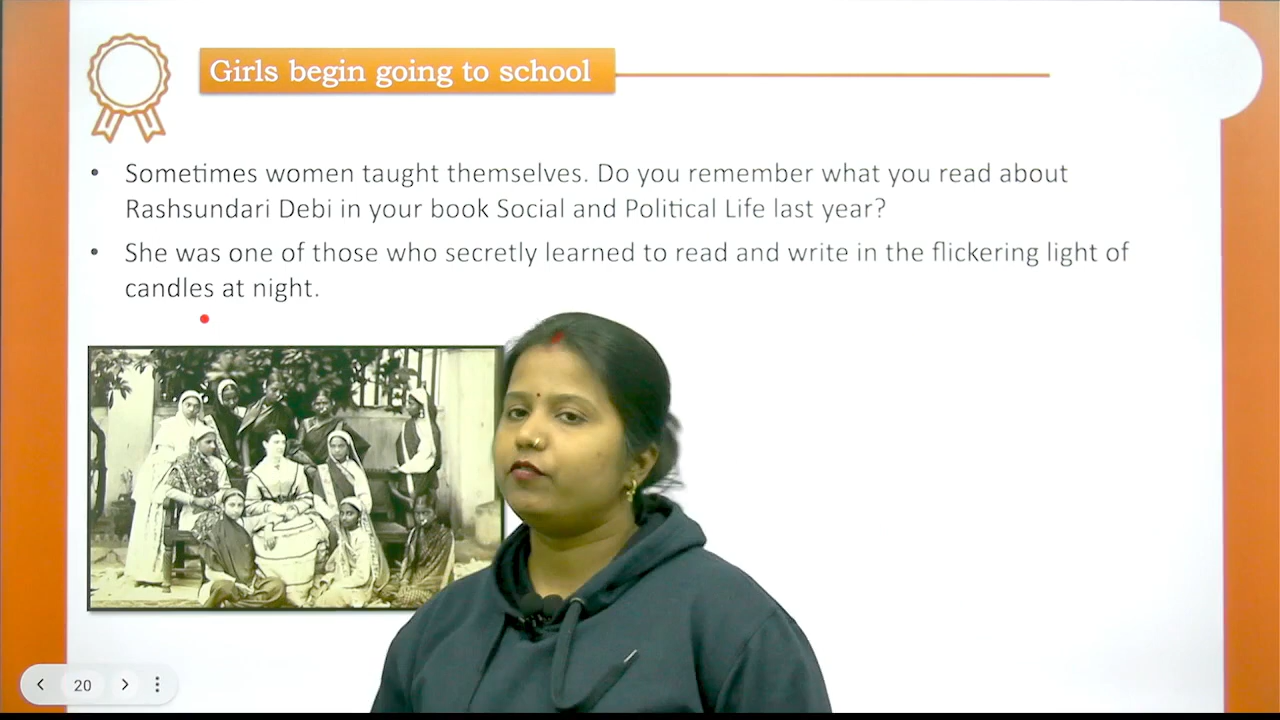 Girls begin going to school
• Sometimes women taught themselves. Do you remember what you read about
Rashsundari Debi in your book Social and Political Life last year?
• She was one of those who secretly learned to read and write in the flickering light of
candles at night.
20